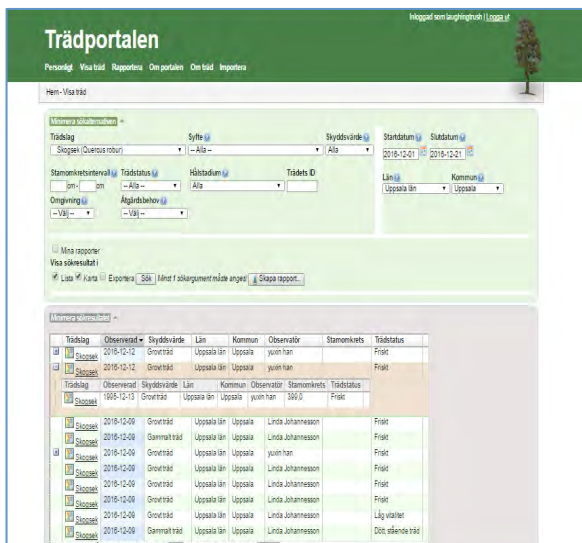 Inloggad som laughingtrush | Logga ut
Trädportalen
Personligt Visa träd Rapportera Om portalen Om träd Importera
Hem - Visa träd
Minimera sökalternativen
Trädslag Syfte Skyddsvärde Startdatum Slutdatum
Skogsek (Quercus robur) -- Alla -- Alla 2016-12-01 2016-12-21
Stamomkretsintervall Trädstatus Hålstadium Trädets ID Län Kommun
cm - cm -- Alla -- Alla Uppsala län Uppsala
Omgivning Åtgärdsbehov
-- Välj -- -- Välj --
Mina rapporter
Visa sökresultat i
Lista Karta Exportera Sök Minst 1 sökargument måste anges! Skapa rapport...
Minimera sökresultatet
Trädslag Observerad Skyddsvärde Län Kommun Observatör Stamomkrets Trädstatus
Skogsek 2016-12-12 Grovt träd Uppsala län Uppsala yuxin han Friskt
Skogsek 2016-12-12 Grovt träd Uppsala län Uppsala yuxin han Friskt
Trädslag Observerad Skyddsvärde Län Kommun Observatör Stamomkrets Trädstatus
Skogsek 1995-12-13 Grovt träd Uppsala län Uppsala yuxin han 399,0 Friskt
Skogsek 2016-12-09 Grovt träd Uppsala län Uppsala Linda Johannesson Friskt
Skogsek 2016-12-09 Gammalt träd Uppsala län Uppsala Linda Johannesson Friskt
Skogsek 2016-12-09 Grovt träd Uppsala län Uppsala yuxin han Friskt
Skogsek 2016-12-09 Grovt träd Uppsala län Uppsala Linda Johannesson Friskt
Skogsek 2016-12-09 Grovt träd Uppsala län Uppsala Linda Johannesson Friskt
Skogsek 2016-12-09 Grovt träd Uppsala län Uppsala Linda Johannesson Friskt
Skogsek 2016-12-09 Grovt träd Uppsala län Uppsala Linda Johannesson Låg vitalitet
Skogsek 2016-12-09 Gammalt träd Uppsala län Uppsala Linda Johannesson Dött, stående träd